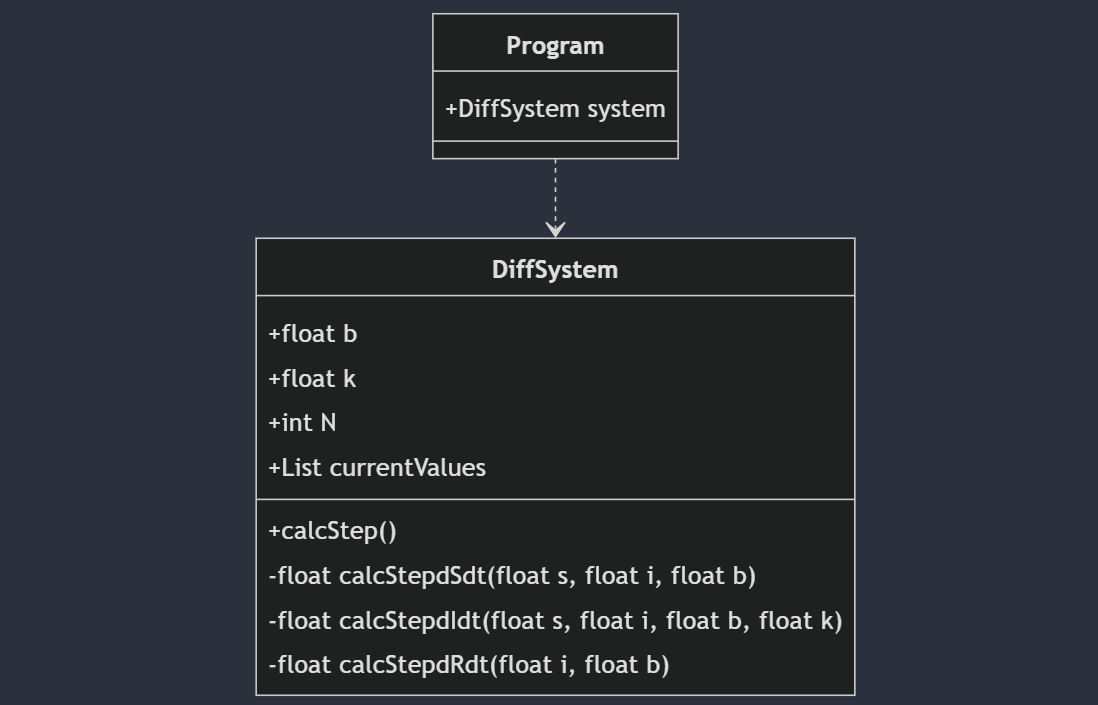 Program
+DiffSystem system
DiffSystem
+float b
+float k
+int N
+List currentValues
+calcStep()
-float calcStepdSdt(float s, float i, float b)
-float calcStepdIdt(float s, float i, float b, float k)
-float calcStepdRdt(float i, float b)